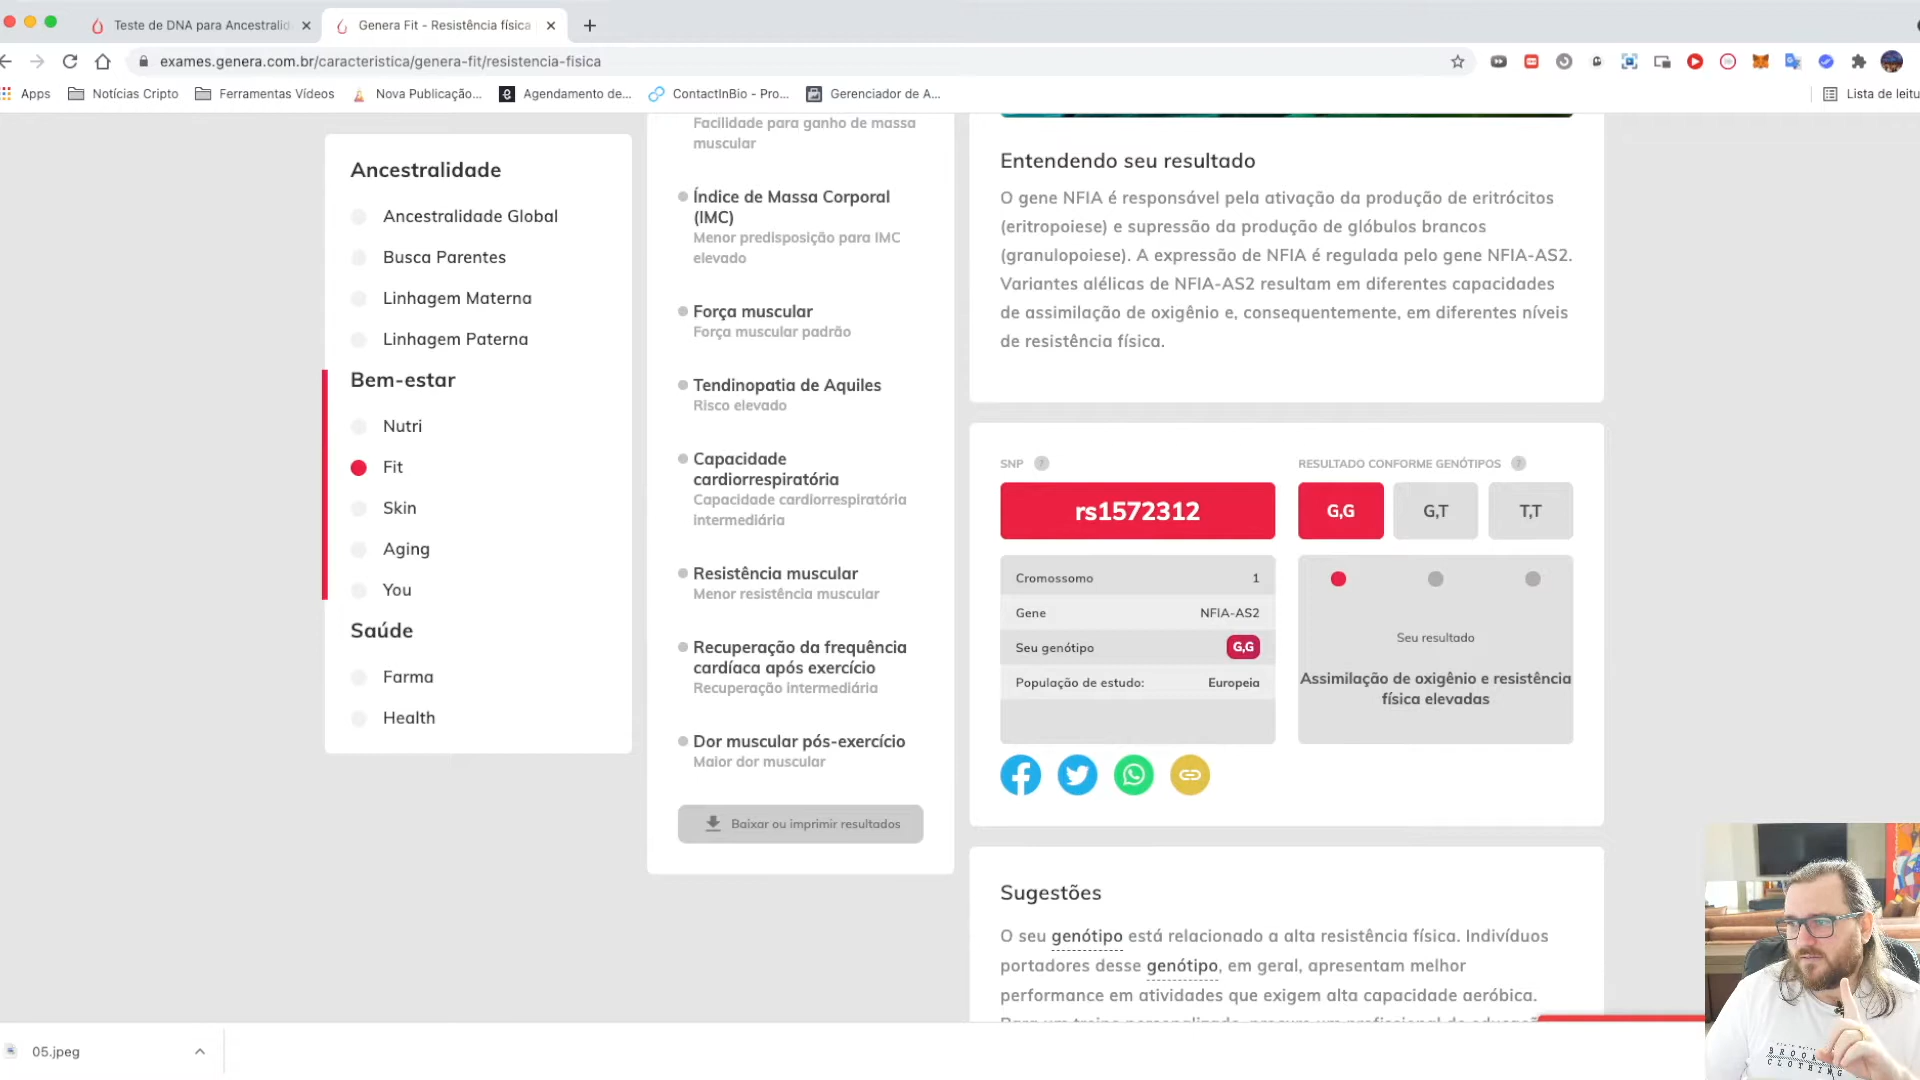 Teste de DNA para Ancestralid
Genera Fit - Resistência física
exames.genera.com.br/caracteristica/genera-fit/resistencia-fisica
Apps
Notícias Cripto
Ferramentas Vídeos
Nova Publicação...
Agendamento de...
ContactInBio - Pro...
Gerenciador de A...
Lista de leitu
Ancestralidade
Ancestralidade Global
Busca Parentes
Linhagem Materna
Linhagem Paterna
Bem-estar
Nutri
Fit
Skin
Aging
You
Saúde
Farma
Health
Facilidade para ganho de massa
muscular
Índice de Massa Corporal
(IMC)
Menor predisposição para IMC
elevado
Força muscular
Força muscular padrão
Tendinopatia de Aquiles
Risco elevado
Capacidade
cardiorrespiratória
Capacidade cardiorrespiratória
intermediária
Resistência muscular
Menor resistência muscular
Recuperação da frequência
cardíaca após exercício
Recuperação intermediária
Dor muscular pós-exercício
Maior dor muscular
Baixar ou imprimir resultados
Entendendo seu resultado
O gene NFIA é responsável pela ativação da produção de eritrócitos
(eritropoiese) e supressão da produção de glóbulos brancos
(granulopoiese). A expressão de NFIA é regulada pelo gene NFIA-AS2.
Variantes alélicas de NFIA-AS2 resultam em diferentes capacidades
de assimilação de oxigênio e, consequentemente, em diferentes níveis
de resistência física.
SNP ?
rs1572312
Cromossomo 1
Gene NFIA-AS2
Seu genótipo G,G
População de estudo: Europeia
RESULTADO CONFORME GENÓTIPOS ?
G,G G,T T,T
Seu resultado
Assimilação de oxigênio e resistência
física elevadas
Sugestões
O seu genótipo está relacionado a alta resistência física. Indivíduos
portadores desse genótipo, em geral, apresentam melhor
performance em atividades que exigem alta capacidade aeróbica.
Para um treino personalizado, procure um profissional de educaçã
05.jpeg
CLOTHING